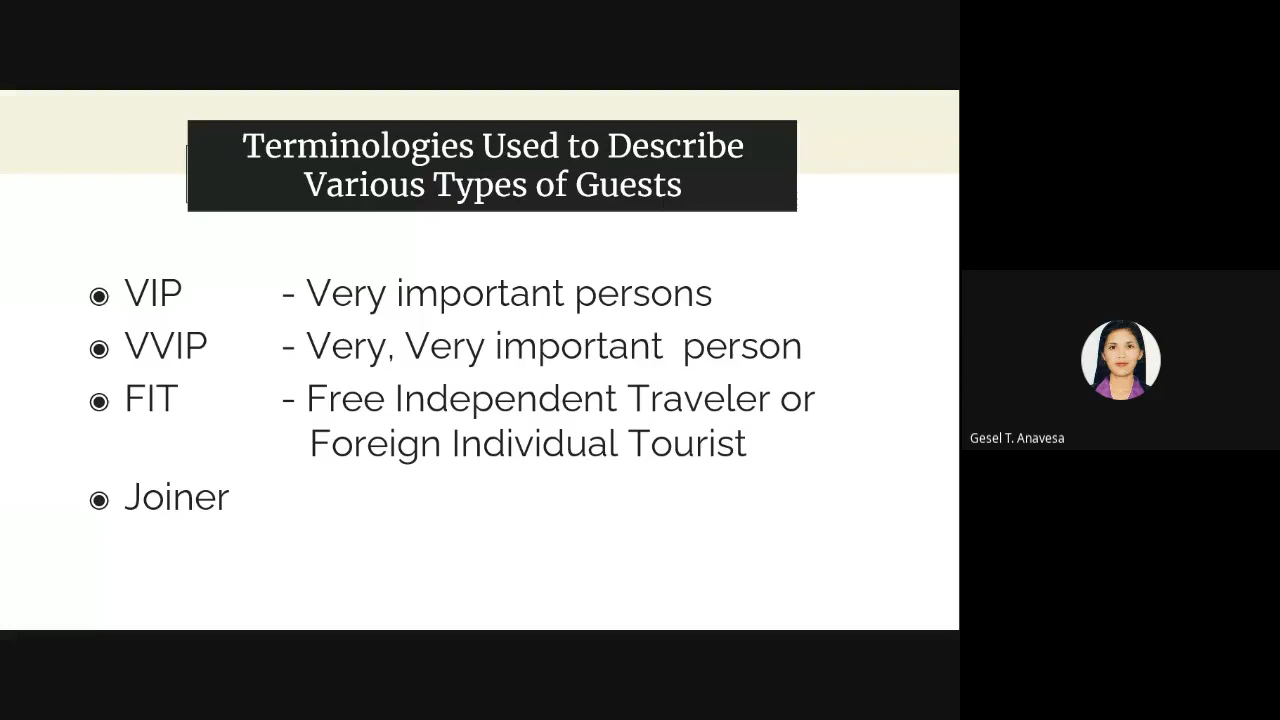 Terminologies Used to Describe
Various Types of Guests
◉ VIP - Very important persons
◉ VVIP - Very, Very important person
◉ FIT - Free Independent Traveler or
Foreign Individual Tourist
◉ Joiner
Gesel T. Anavesa